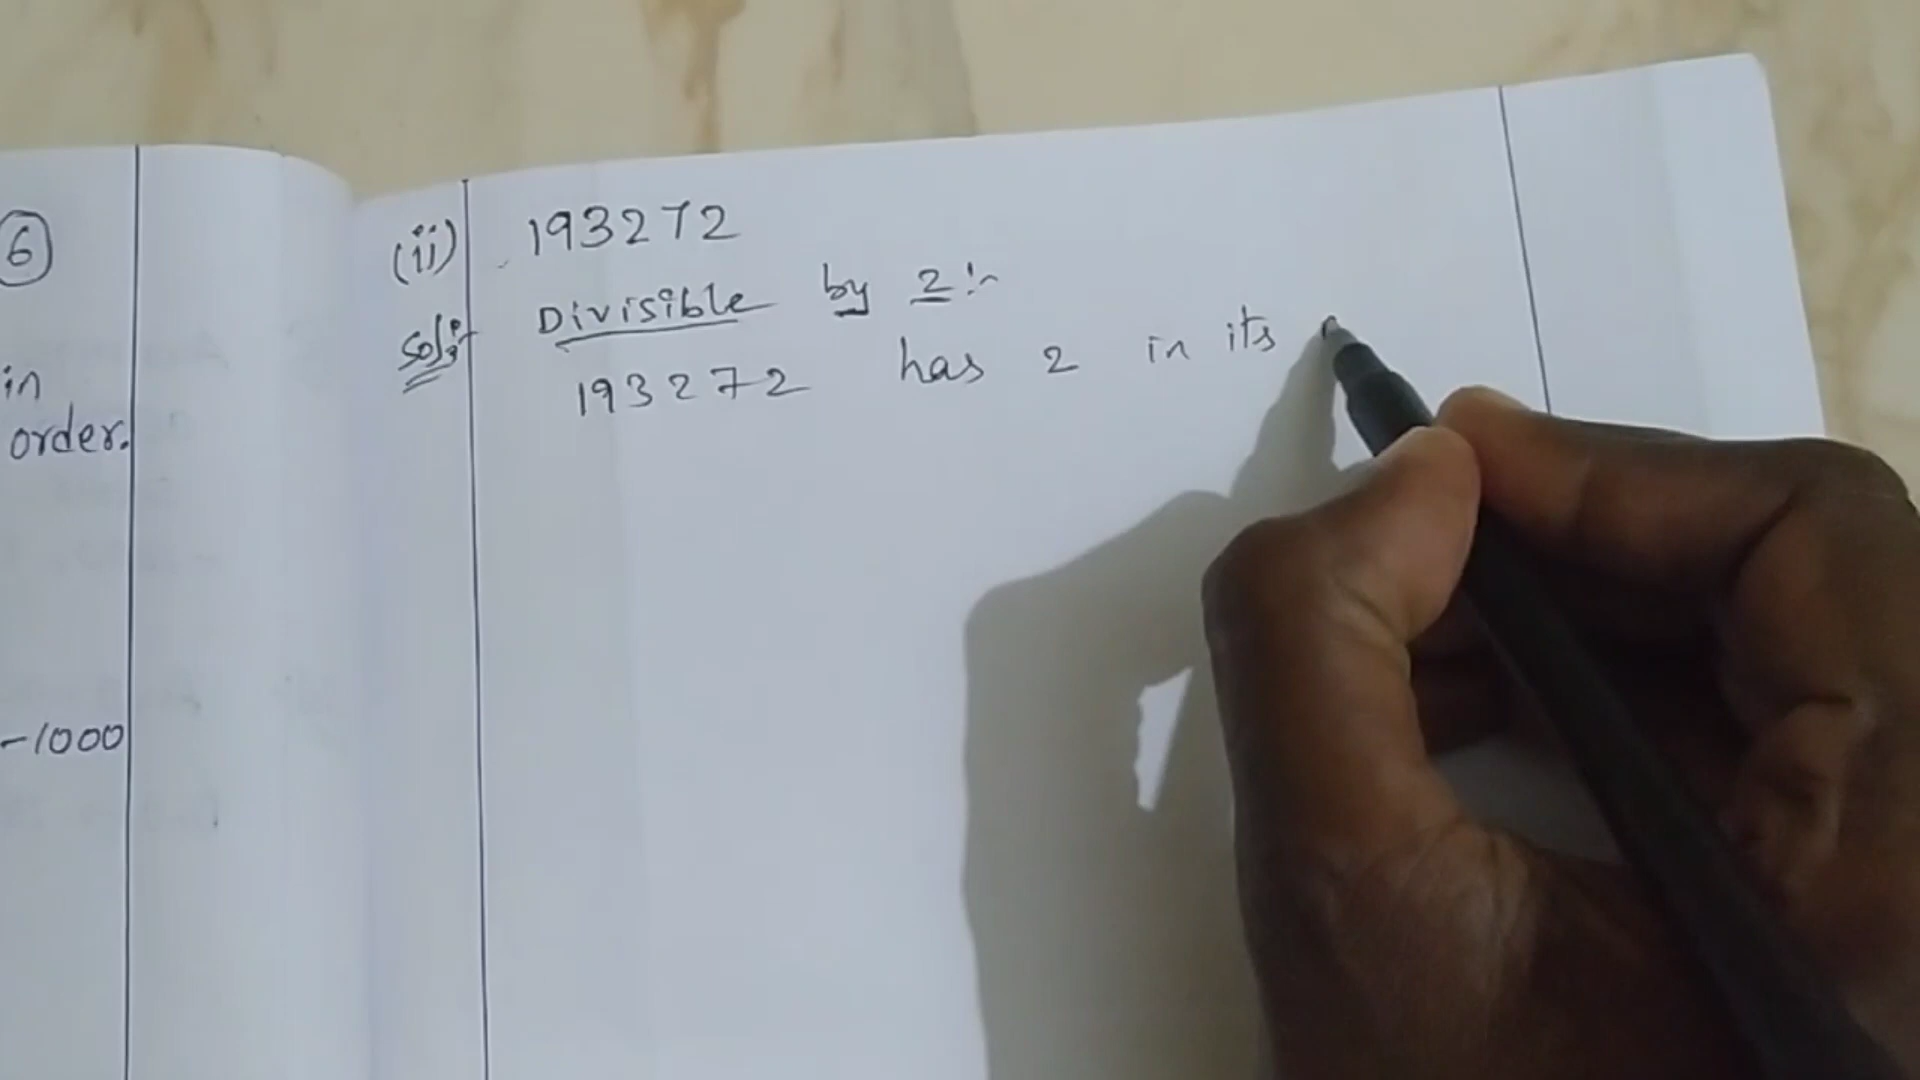 6
in
order.
-1000
(ii) 193272
Sol:- Divisible by 2:-
193272 has 2 in its